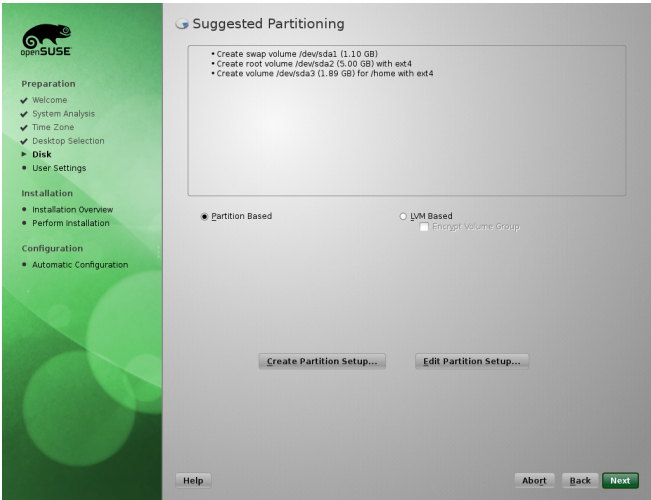 openSUSE
Preparation
Welcome
System Analysis
Time Zone
Desktop Selection
Disk
User Settings
Installation
Installation Overview
Perform Installation
Configuration
Automatic Configuration
Suggested Partitioning
• Create swap volume /dev/sda1 (1.10 GB)
• Create root volume /dev/sda2 (5.00 GB) with ext4
• Create volume /dev/sda3 (1.89 GB) for /home with ext4
Partition Based
LVM Based
Encrypt Volume Group
Create Partition Setup...
Edit Partition Setup...
Help
Abort
Back
Next